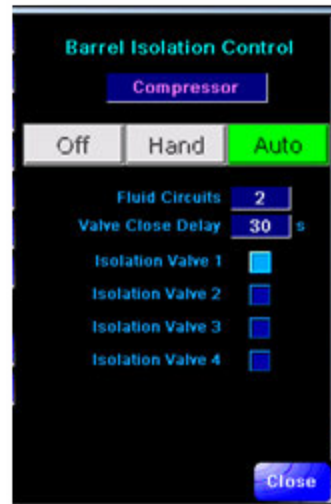 Barrel Isolation Control
Compressor
Off Hand Auto
Fluid Circuits 2
Valve Close Delay 30 s
Isolation Valve 1
Isolation Valve 2
Isolation Valve 3
Isolation Valve 4
Close